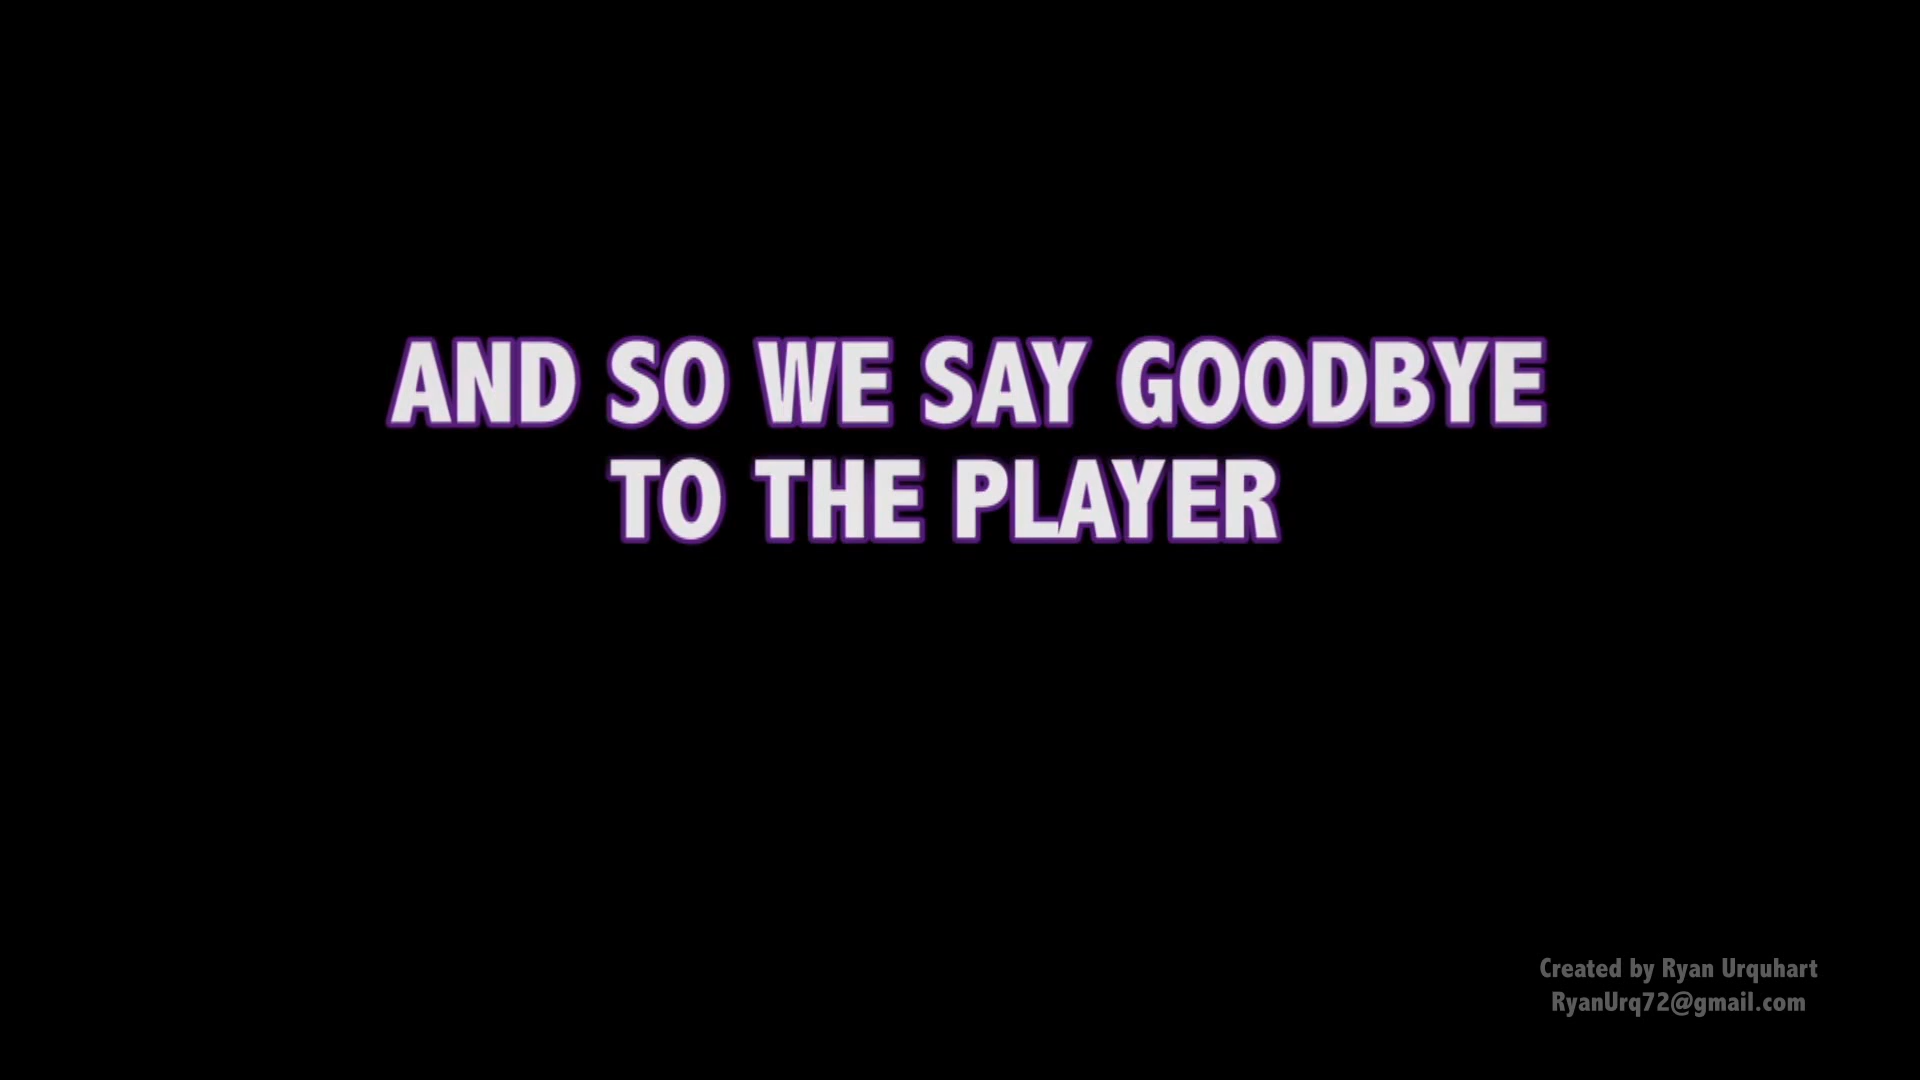 AND SO WE SAY GOODBYE
TO THE PLAYER
Created by Ryan Urquhart
RyanUrq72@gmail.com